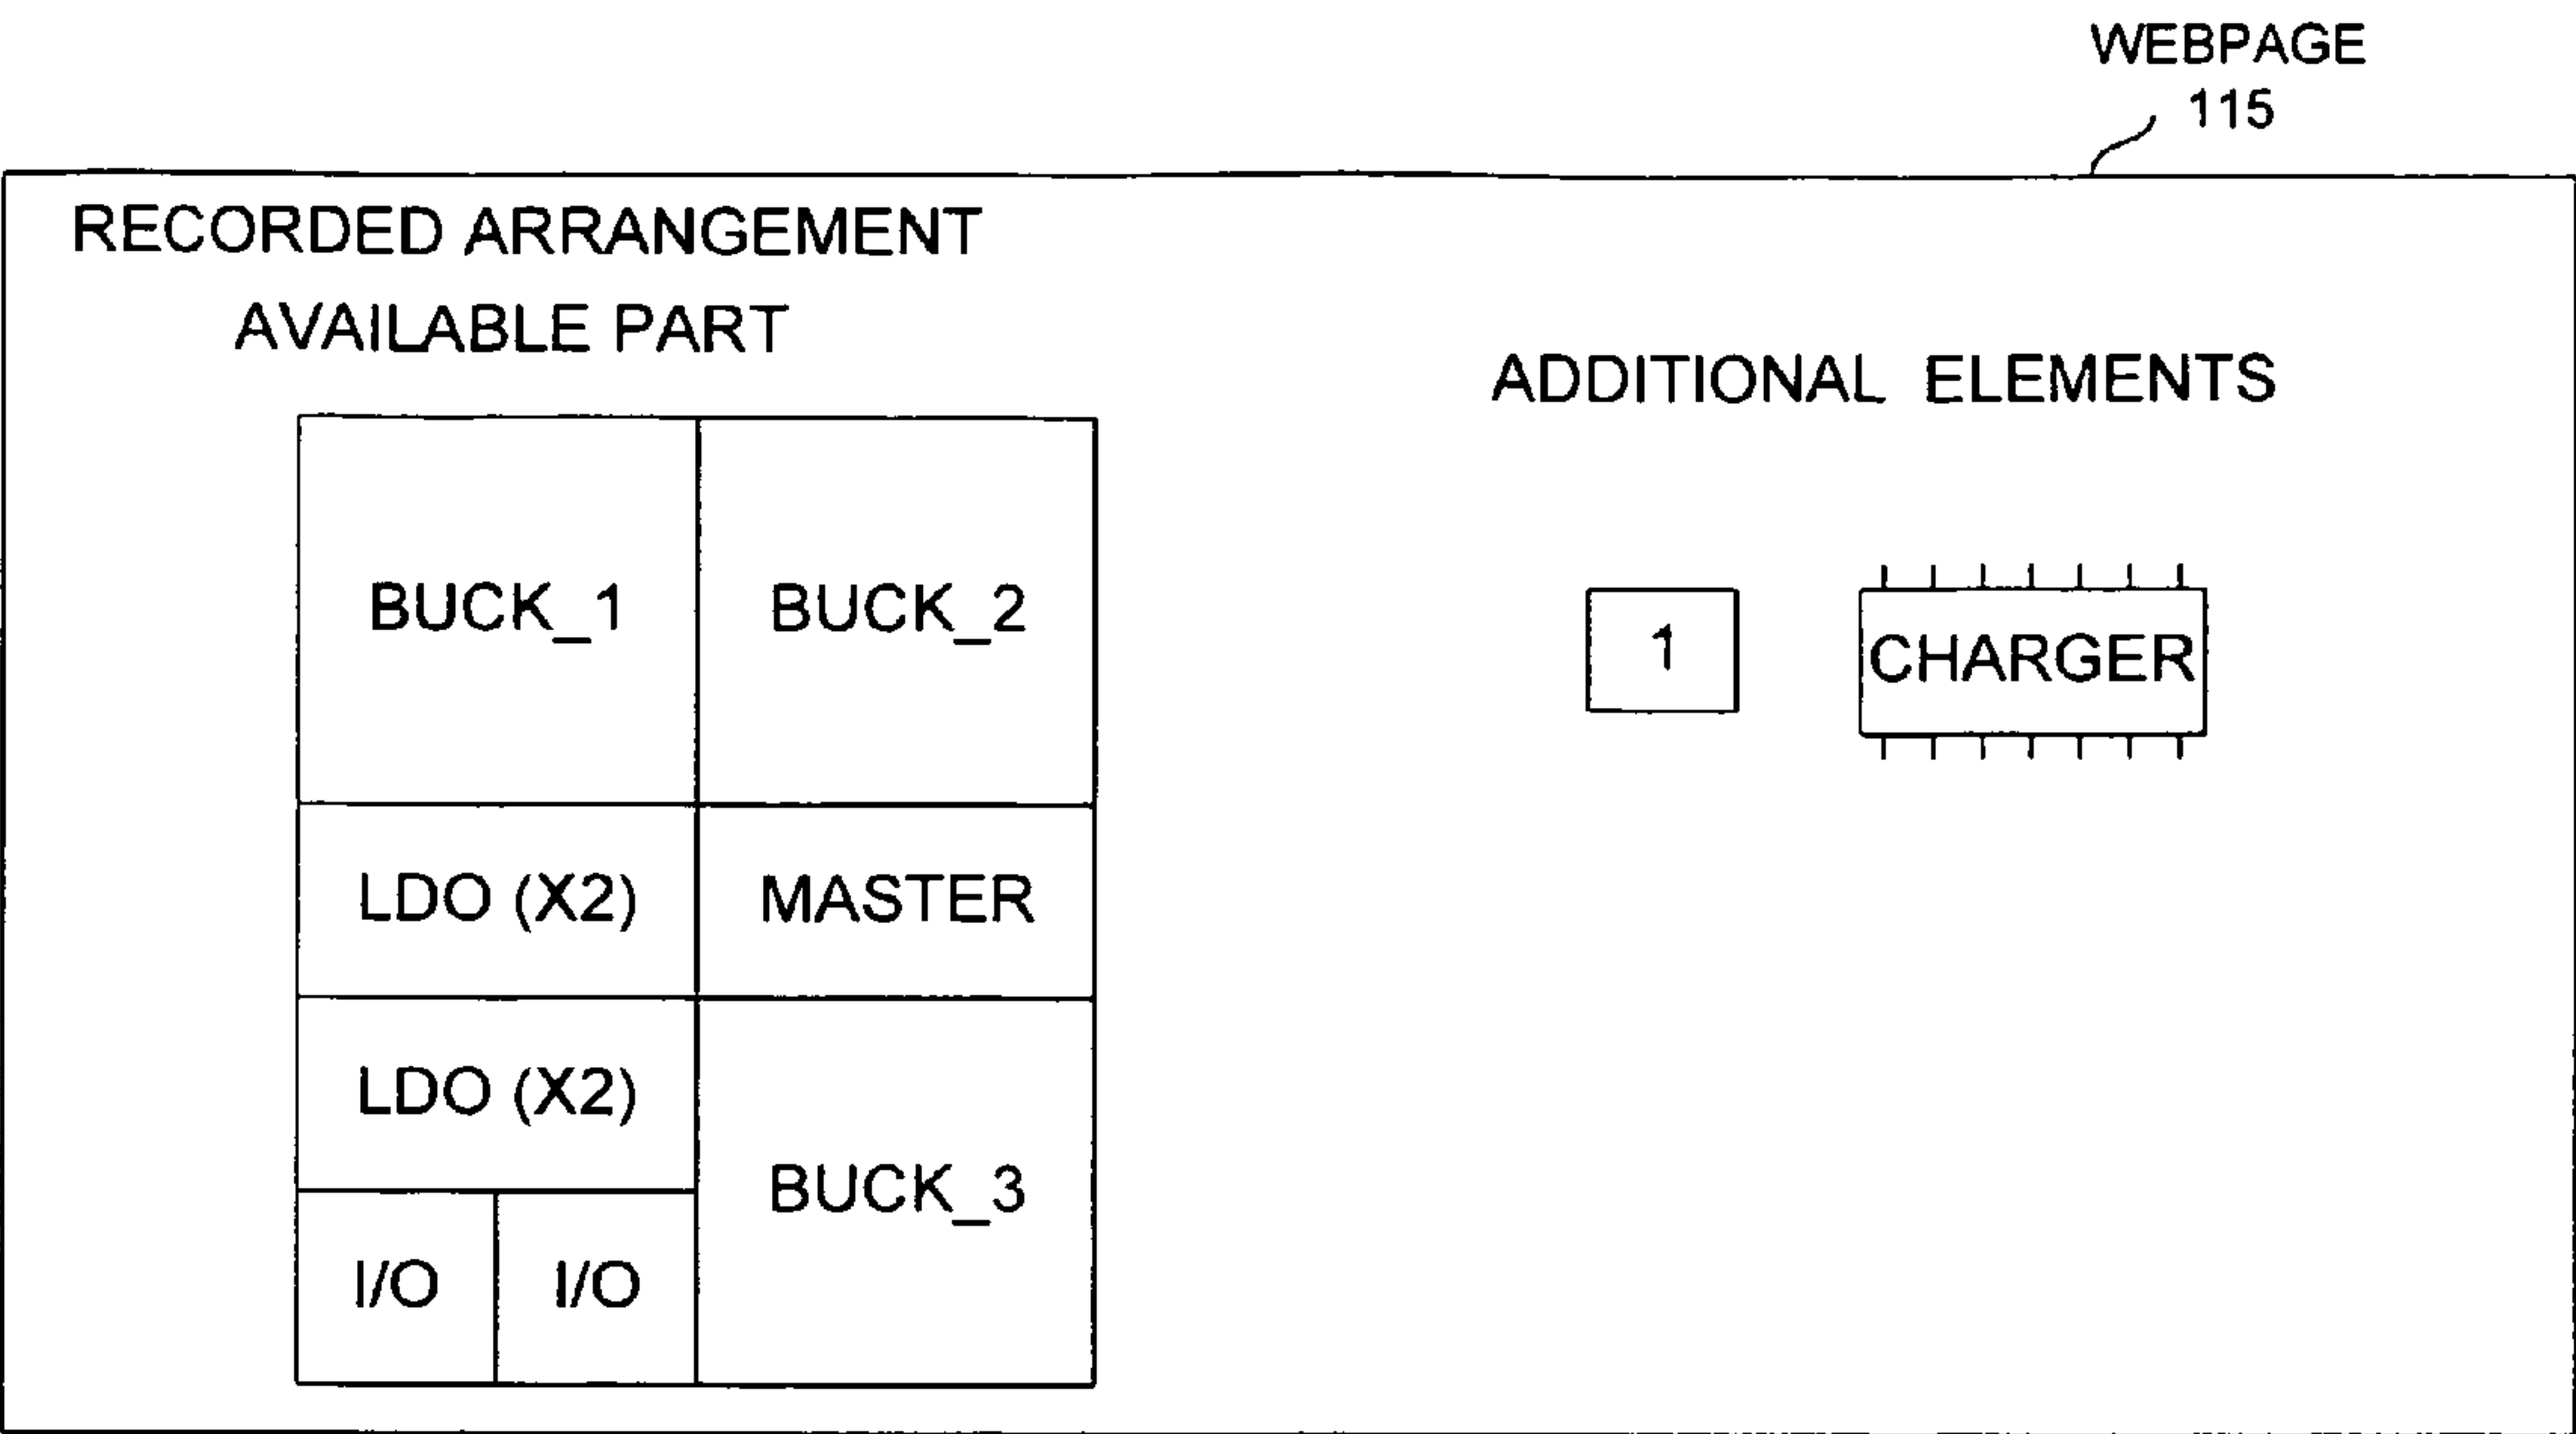 WEBPAGE
115
RECORDED ARRANGEMENT
AVAILABLE PART
ADDITIONAL ELEMENTS
BUCK_1
BUCK_2
1
CHARGER
LDO (X2)
MASTER
LDO (X2)
BUCK_3
I/O
I/O